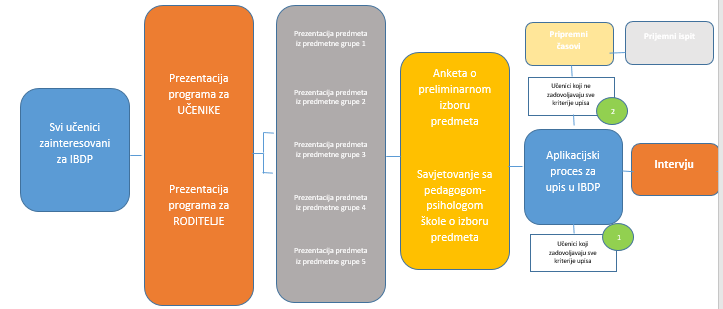 Svi učenici
zainteresovani
za IBDP
Prezentacija
programa za
UČENIKE
Prezentacija
programa za
RODITELJE
Prezentacija predmeta
iz predmetne grupe 1
Prezentacija predmeta
iz predmetne grupe 2
Prezentacija predmeta
iz predmetne grupe 3
Prezentacija predmeta
iz predmetne grupe 4
Prezentacija predmeta
iz predmetne grupe 5
Anketa o
preliminarnom
izboru
predmeta
Savjetovanje sa
pedagogom-
psihologom
škole o izboru
predmeta
Pripremni
časovi
Prijemni ispit
Učenici koji ne
zadovoljavaju sve
kriterije upisa
2
Aplikacijski
proces za
upis u IBDP
Intervju
1
Učenici koji
zadovoljavaju sve
kriterije upisa